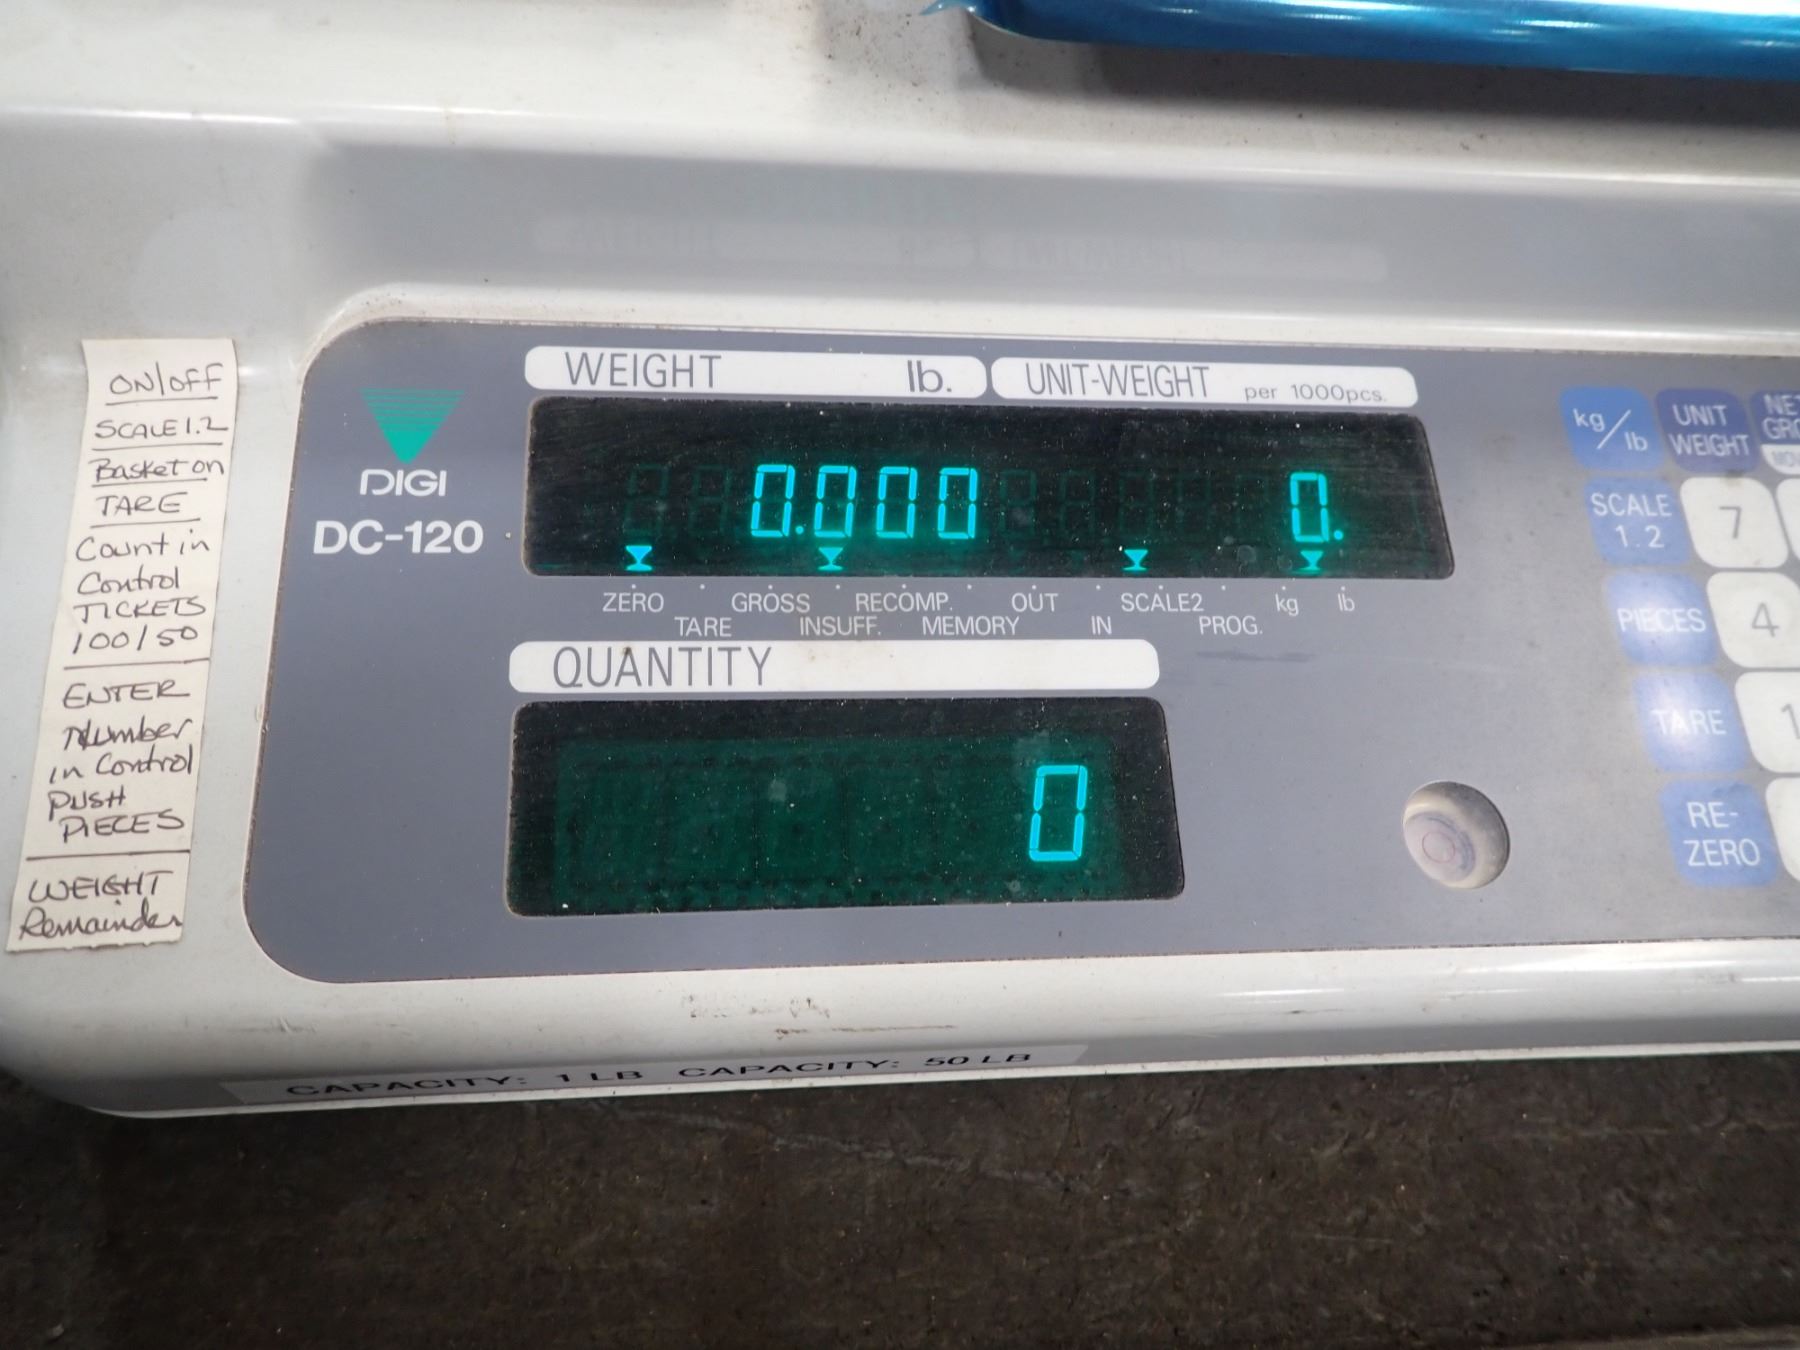 ON/OFF
SCALE 1.2
Basket on
TARE
Count in
Control
TICKETS
100/50
ENTER
Number
in Control
PUSH
PIECES
WEIGHT
Remainder
DIGI
DC-120
WEIGHT lb.
UNIT-WEIGHT per 1000pcs.
0.000 0.
ZERO GROSS RECOMP. OUT SCALE2 kg lb
TARE INSUFF. MEMORY IN PROG.
QUANTITY
0
kg/lb
UNIT
WEIGHT
SCALE
1.2
7
PIECES
4
TARE
1
RE-
ZERO
CAPACITY: 1 LB CAPACITY: 50 LB